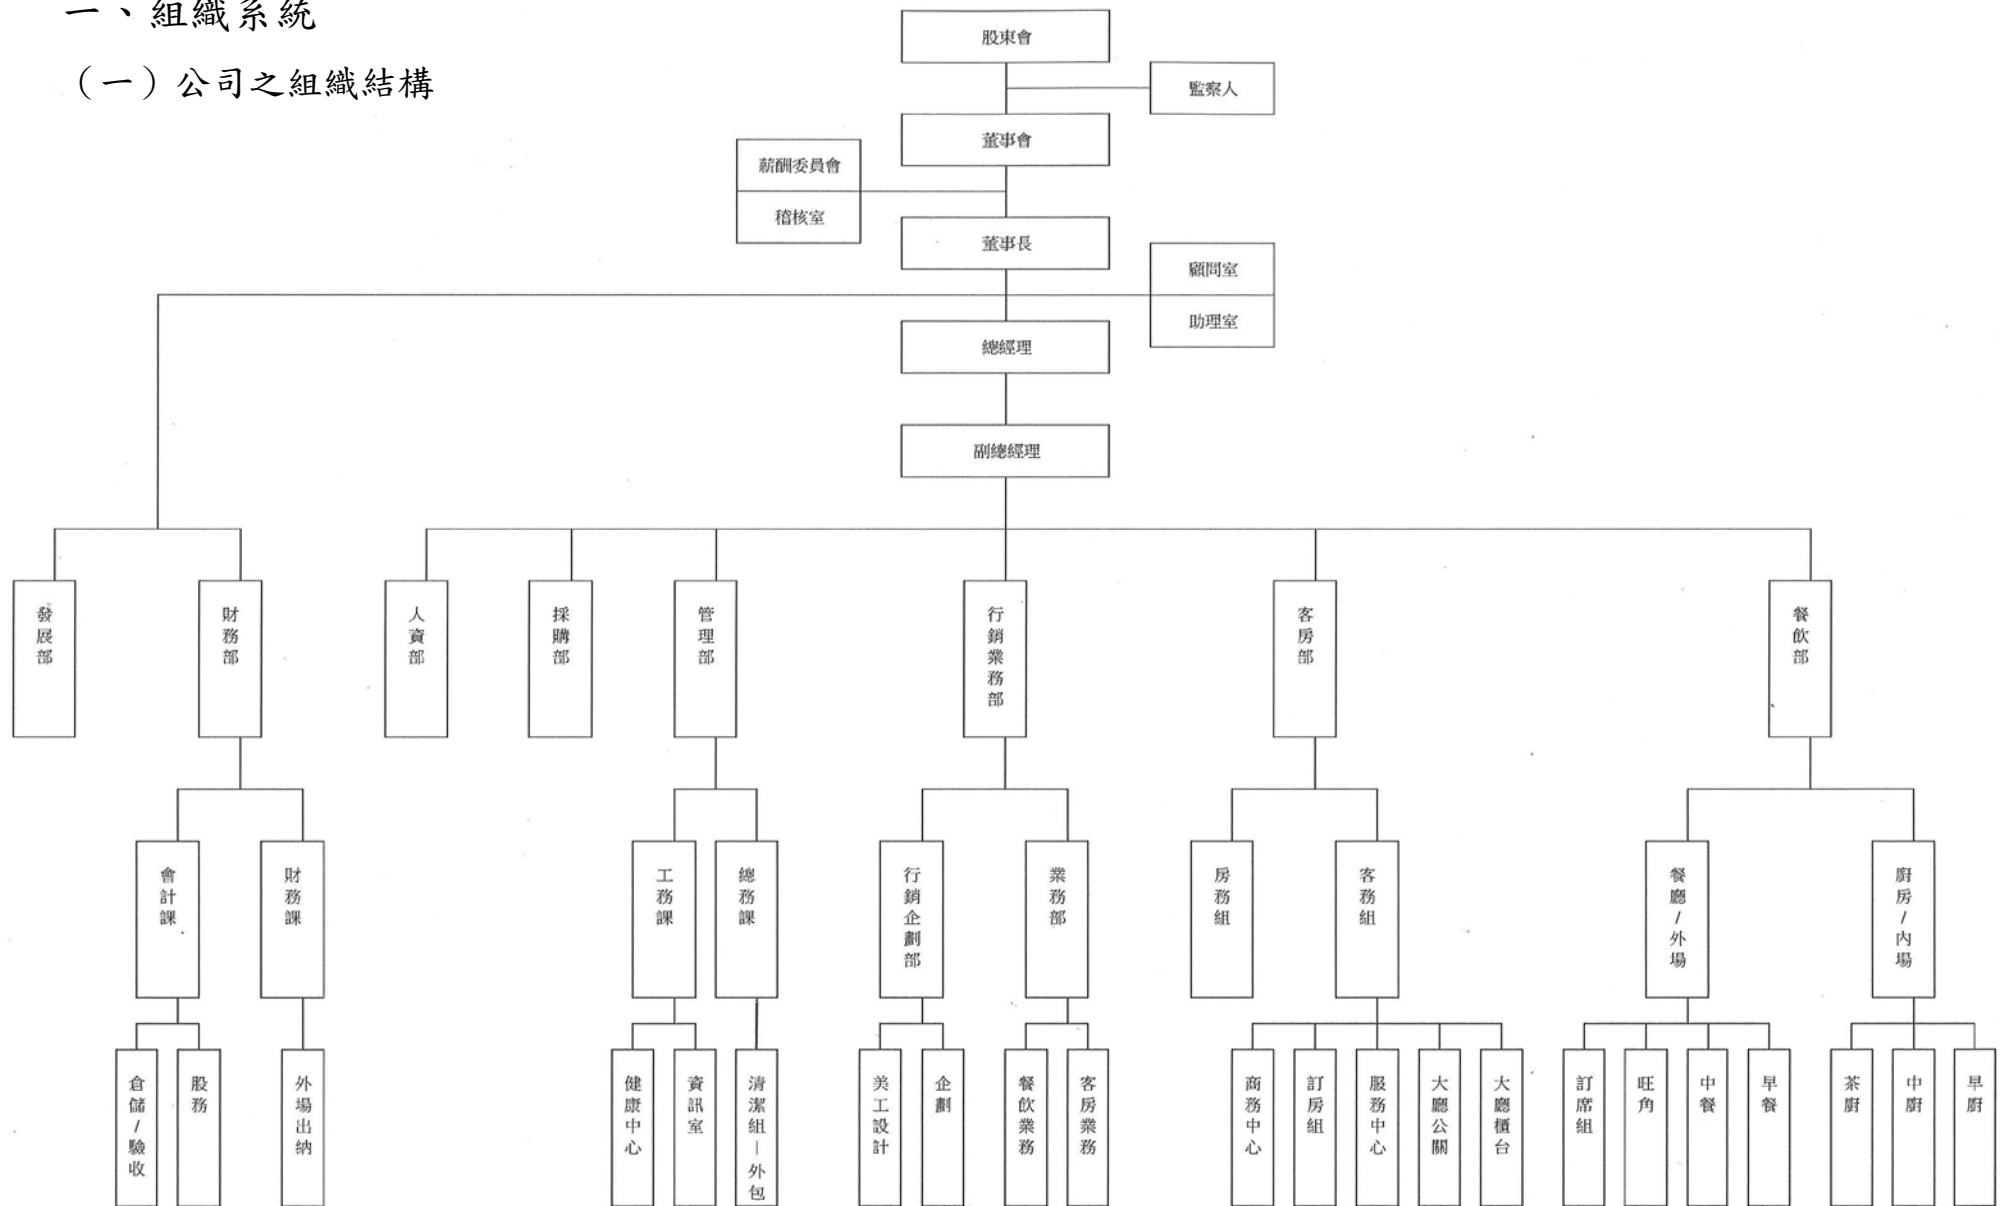 一、組織系統
（一）公司之組織結構
股東會
監察人
董事會
薪酬委員會
稽核室
董事長
顧問室
助理室
總經理
副總經理
發展部
財務部
人資部
採購部
管理部
行銷業務部
客房部
餐飲部
會計課
財務課
工務課
總務課
行銷企劃部
業務部
房務組
客務組
餐廳/外場
廚房/內場
倉儲/驗收
股務
外場出納
健康中心
資訊室
清潔組｜外包
美工設計
企劃
餐飲業務
客房業務
商務中心
訂房組
服務中心
大廳公關
大廳櫃台
訂席組
旺角
中餐
早餐
茶廚
中廚
早廚